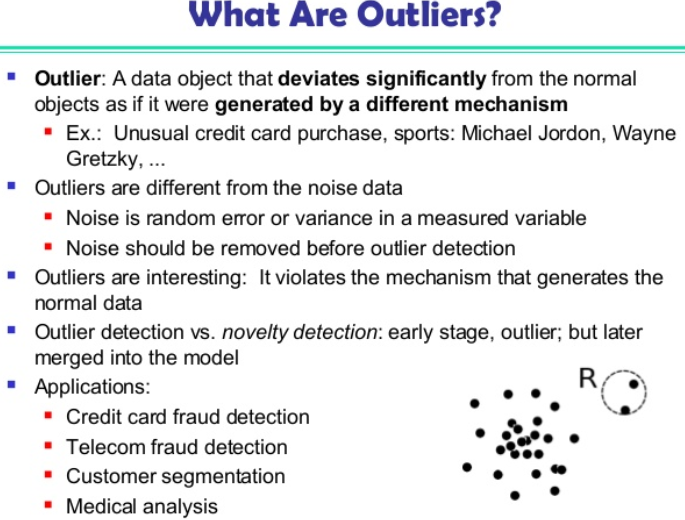 What Are Outliers?
Outlier: A data object that deviates significantly from the normal
objects as if it were generated by a different mechanism
Ex.: Unusual credit card purchase, sports: Michael Jordon, Wayne
Gretzky, ...
Outliers are different from the noise data
Noise is random error or variance in a measured variable
Noise should be removed before outlier detection
Outliers are interesting: It violates the mechanism that generates the
normal data
Outlier detection vs. novelty detection: early stage, outlier; but later
merged into the model
Applications:
Credit card fraud detection
Telecom fraud detection
Customer segmentation
Medical analysis
R